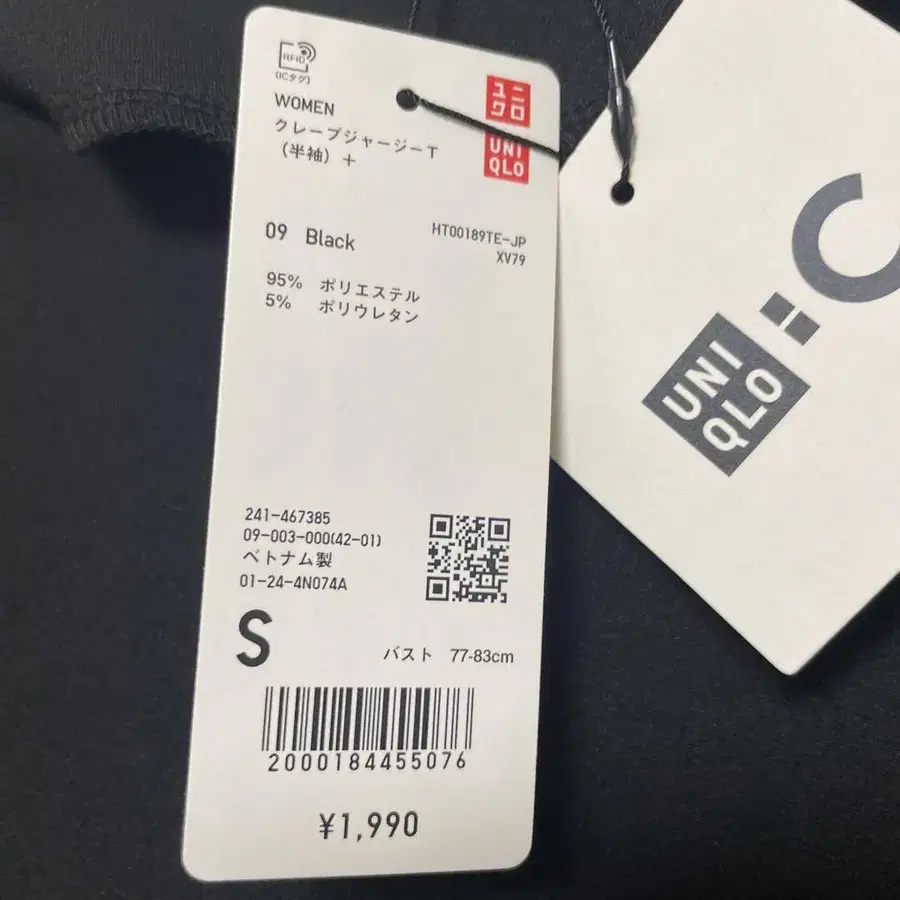 RFID
(ICタグ)
WOMEN
クレープジャージーT
(半袖)+
ユニ
クロ
UNI
QLO
09 Black
HT00189TE-JP
XV79
95% ポリエステル
5% ポリウレタン
241-467385
09-003-000(42-01)
ベトナム製
01-24-4N074A
S
バスト 77-83cm
2000184455076
¥1,990
UNI
QLO
: C